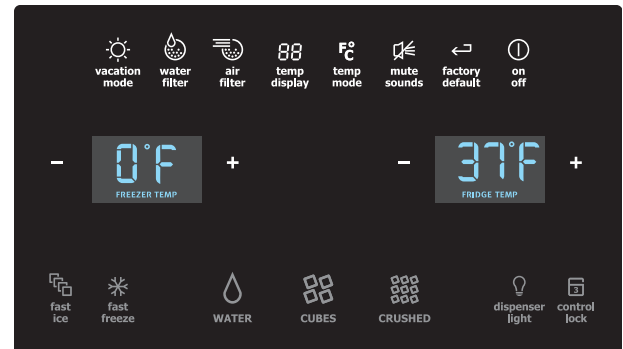 88 F°C
vacation water air temp temp mute factory on
mode filter filter display mode sounds default off
− 0°F + − 37°F +
FREEZER TEMP FRIDGE TEMP
3
fast fast WATER CUBES CRUSHED dispenser control
ice freeze light lock